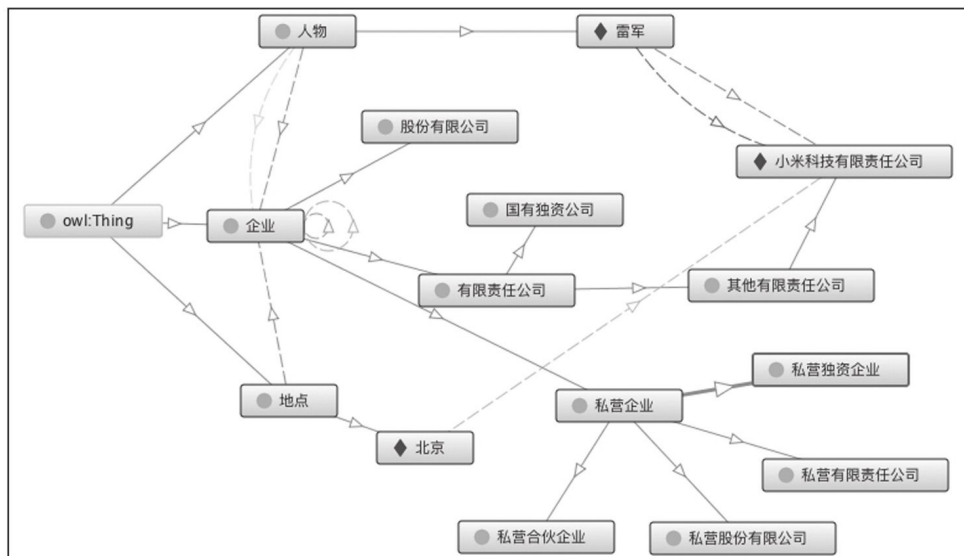 人物
雷军
股份有限公司
小米科技有限责任公司
owl:Thing
企业
国有独资公司
有限责任公司
其他有限责任公司
私营独资企业
地点
私营企业
北京
私营有限责任公司
私营合伙企业
私营股份有限公司